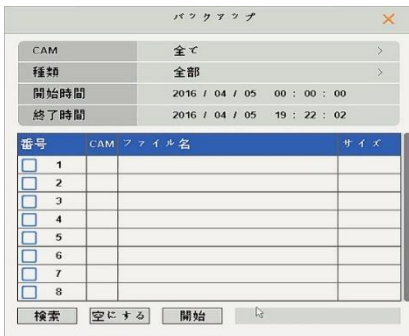 バックアップ
CAM 全て >
種類 全部 >
開始時間 2016 / 04 / 05 00 : 00 : 00
終了時間 2016 / 04 / 05 19 : 22 : 02
番号 CAM ファイル名 サイズ
1
2
3
4
5
6
7
8
検索 空にする 開始